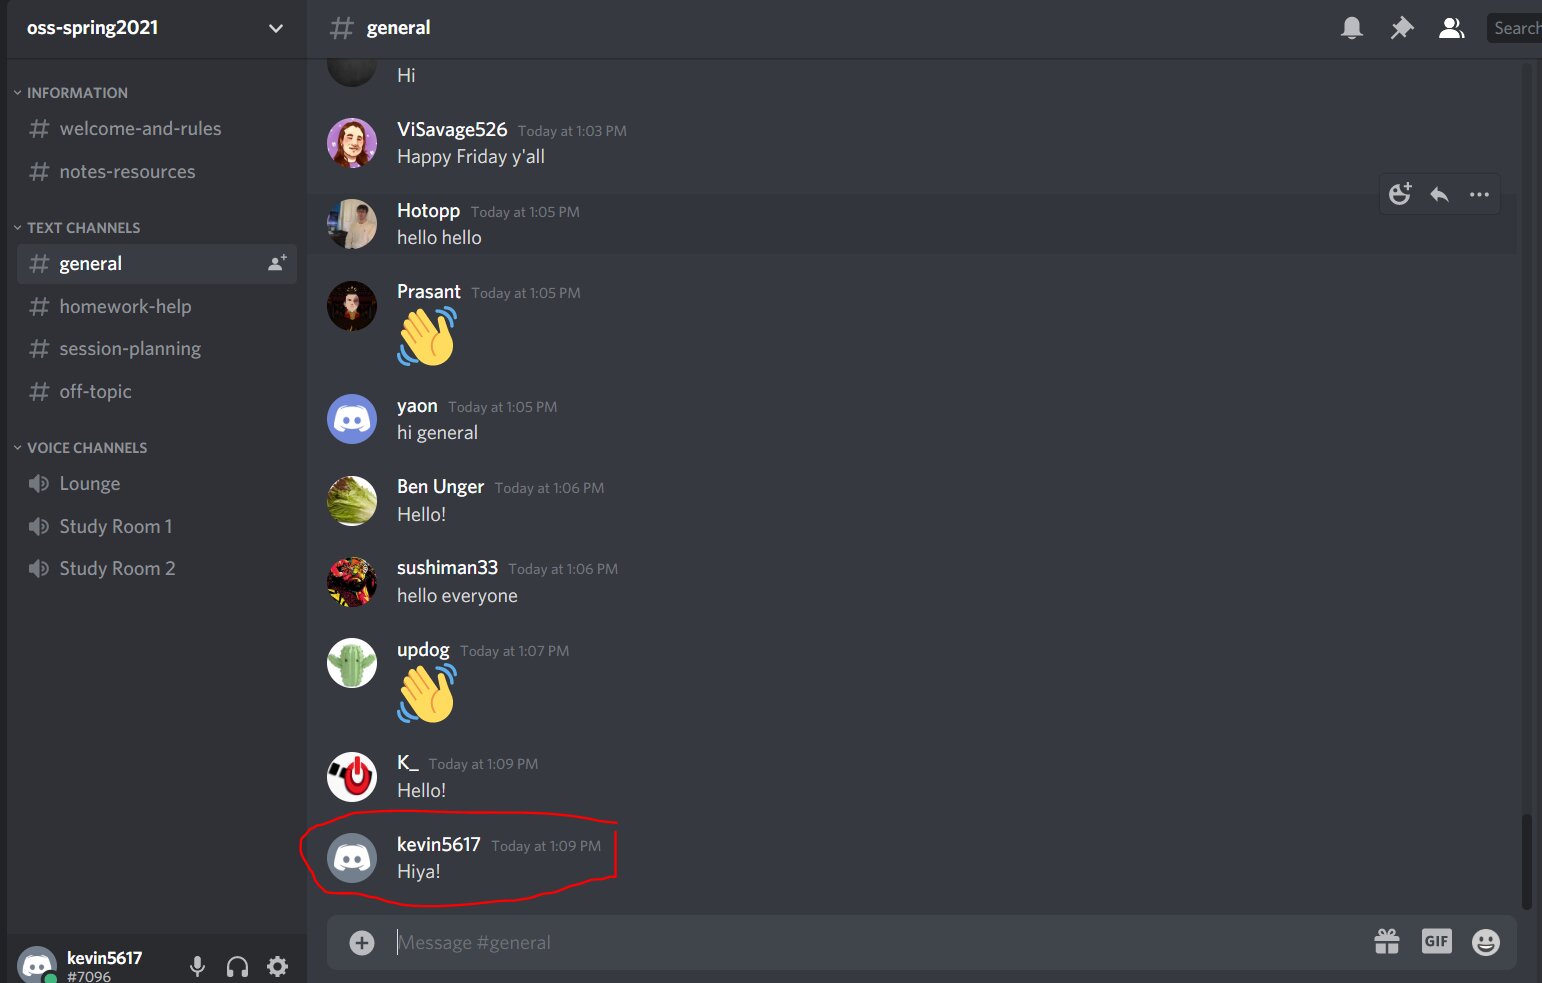 oss-spring2021
INFORMATION
welcome-and-rules
notes-resources
TEXT CHANNELS
general
homework-help
session-planning
off-topic
VOICE CHANNELS
Lounge
Study Room 1
Study Room 2
kevin5617
#7096
general
Search
Hi
ViSavage526 Today at 1:03 PM
Happy Friday y'all
Hotopp Today at 1:05 PM
hello hello
Prasant Today at 1:05 PM
yaon Today at 1:05 PM
hi general
Ben Unger Today at 1:06 PM
Hello!
sushiman33 Today at 1:06 PM
hello everyone
updog Today at 1:07 PM
K_ Today at 1:09 PM
Hello!
kevin5617 Today at 1:09 PM
Hiya!
Message #general
GIF